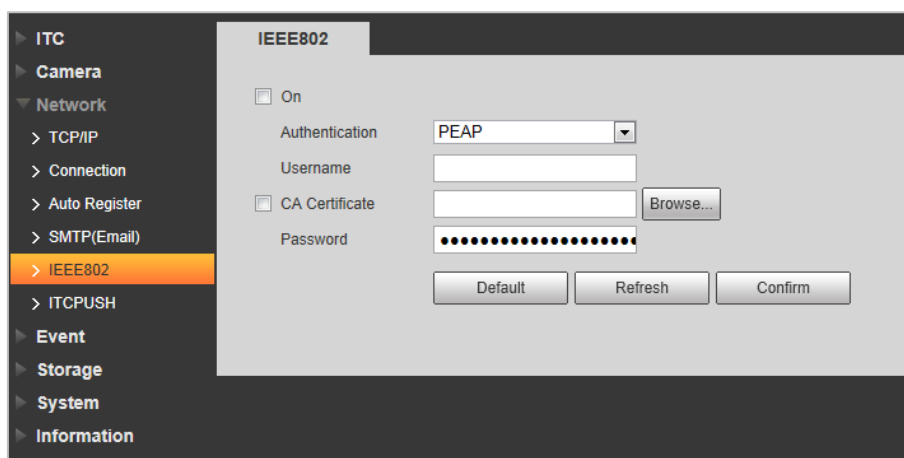 ITC
Camera
Network
TCP/IP
Connection
Auto Register
SMTP(Email)
IEEE802
ITCPUSH
Event
Storage
System
Information
IEEE802
On
Authentication PEAP
Username
CA Certificate Browse...
Password ••••••••••••••••••••
Default Refresh Confirm